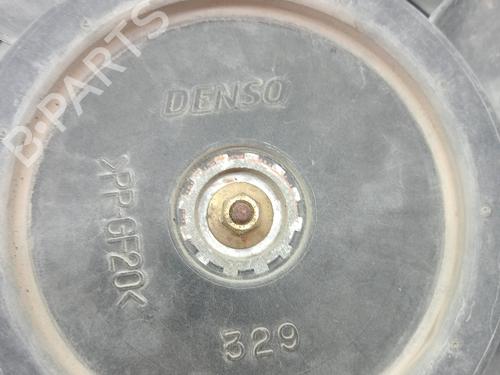 B-PARTS
DENSO
>PP-GF20<
329